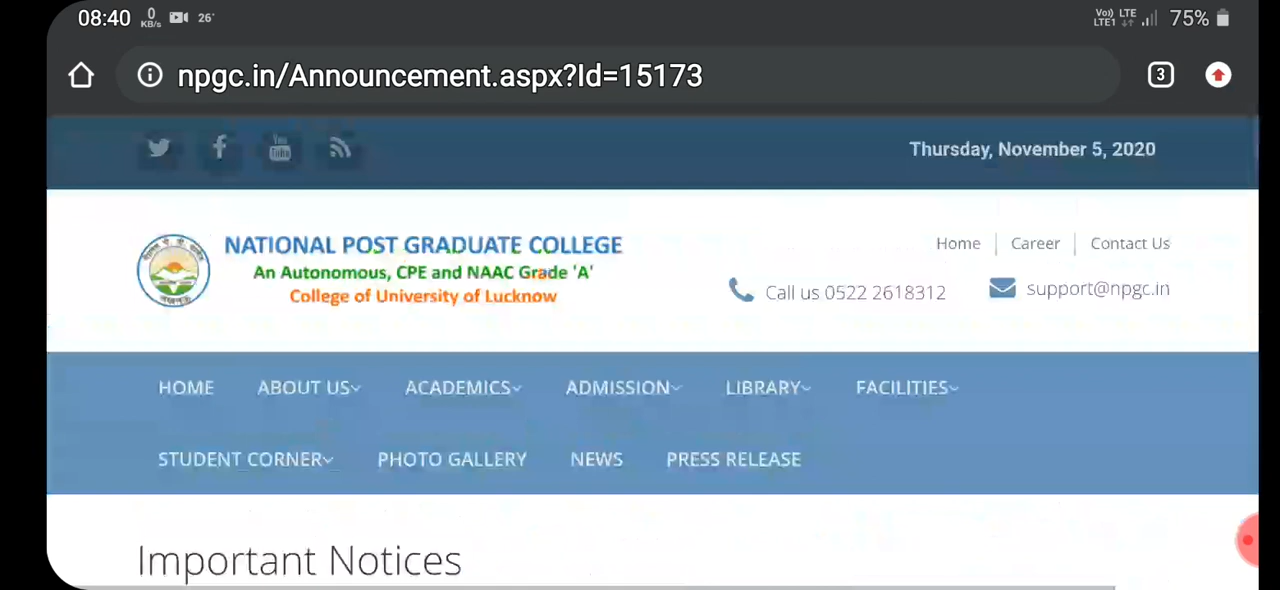 08:40 0 KB/s 26° Vo) LTE LTE1 75%
npgc.in/Announcement.aspx?Id=15173 3
You Tube Thursday, November 5, 2020
NATIONAL POST GRADUATE COLLEGE
An Autonomous, CPE and NAAC Grade 'A'
College of University of Lucknow
Home Career Contact Us
Call us 0522 2618312 support@npgc.in
HOME ABOUT US ACADEMICS ADMISSION LIBRARY FACILITIES
STUDENT CORNER PHOTO GALLERY NEWS PRESS RELEASE
Important Notices